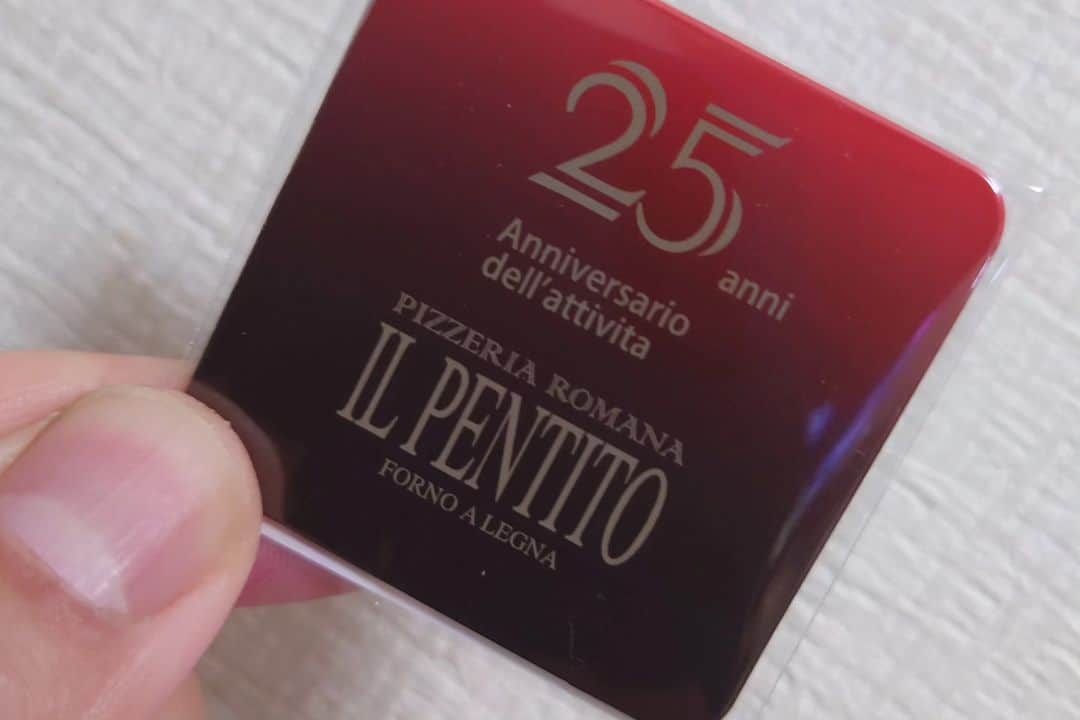 25 anni
Anniversario
dell'attivita
PIZZERIA ROMANA
IL PENTITO
FORNO A LEGNA